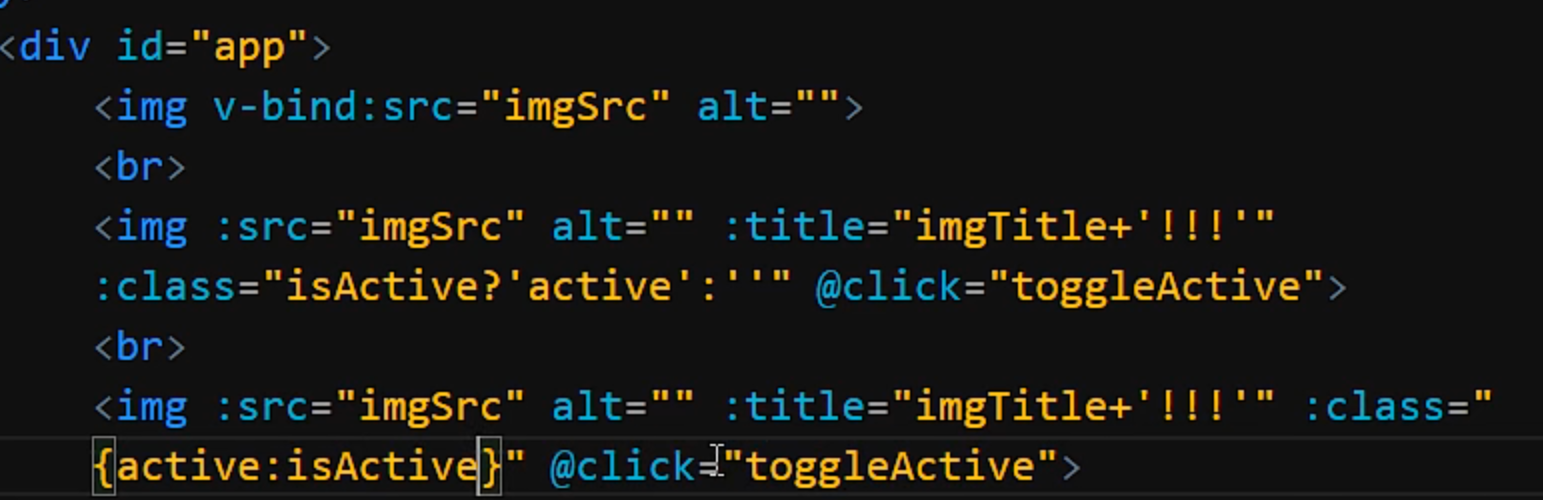 <div id="app">
<img v-bind:src="imgSrc" alt="">
<br>
<img :src="imgSrc" alt="" :title="imgTitle+'!!!'"
:class="isActive?'active':''" @click="toggleActive">
<br>
<img :src="imgSrc" alt="" :title="imgTitle+'!!!'" :class="
{active:isActive}" @click="toggleActive">